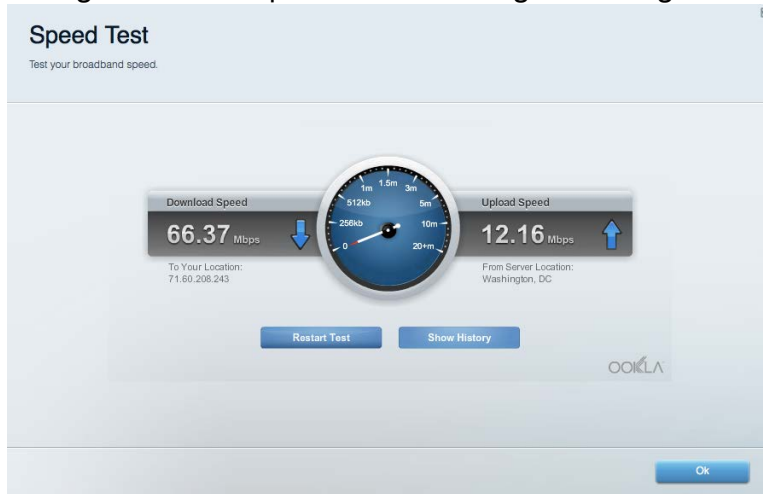 Speed Test
Test your broadband speed.
Download Speed
66.37 Mbps
To Your Location:
71.60.208.243
0
256kb
512kb
1m
1.5m
3m
5m
10m
20+m
Upload Speed
12.16 Mbps
From Server Location:
Washington, DC
Restart Test
Show History
OOKLA
Ok